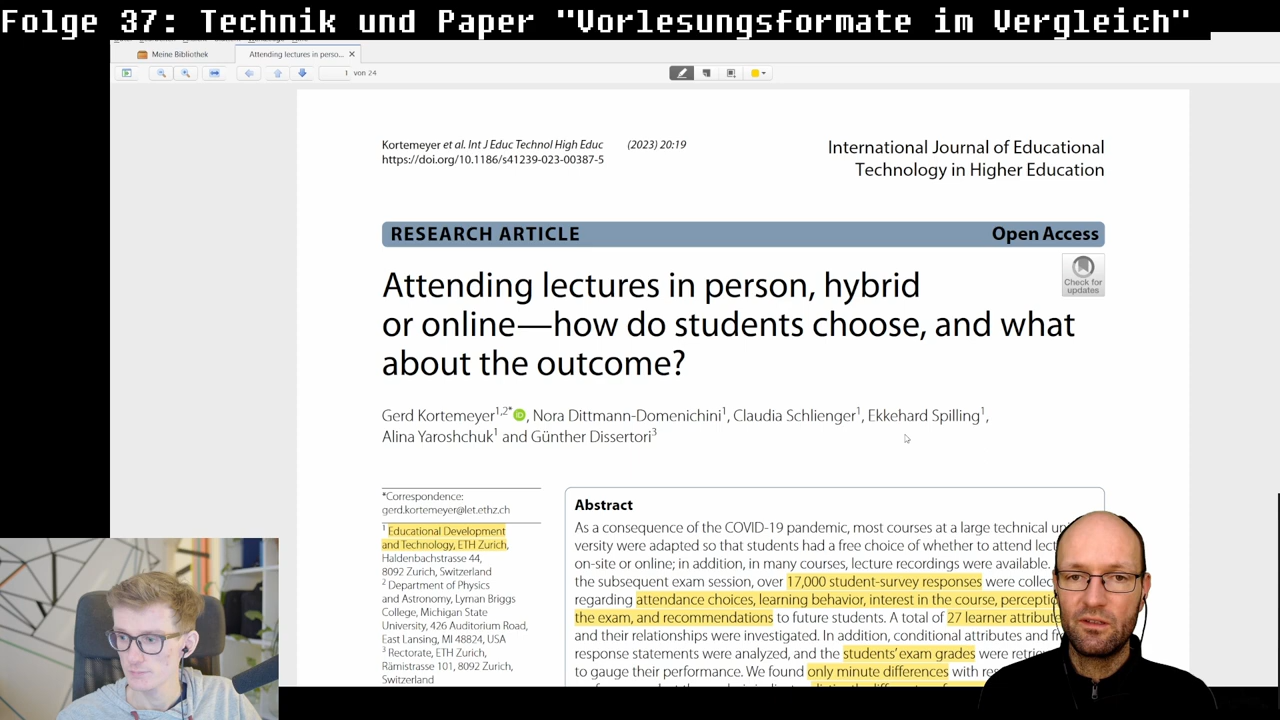 Folge 37: Technik und Paper "Vorlesungsformate im Vergleich"
Meine Bibliothek
Attending lectures in perso... ✕
1 von 24
Kortemeyer et al. Int J Educ Technol High Educ (2023) 20:19
https://doi.org/10.1186/s41239-023-00387-5
International Journal of Educational
Technology in Higher Education
RESEARCH ARTICLE
Open Access
Check for
updates
Attending lectures in person, hybrid
or online—how do students choose, and what
about the outcome?
Gerd Kortemeyer1,2*, Nora Dittmann-Domenichini1, Claudia Schlienger1, Ekkehard Spilling1,
Alina Yaroshchuk1 and Günther Dissertori3
*Correspondence:
gerd.kortemeyer@let.ethz.ch
1 Educational Development
and Technology, ETH Zurich,
Haldenbachstrasse 44,
8092 Zurich, Switzerland
2 Department of Physics
and Astronomy, Lyman Briggs
College, Michigan State
University, 426 Auditorium Road,
East Lansing, MI 48824, USA
3 Rectorate, ETH Zurich,
Rämistrasse 101, 8092 Zurich,
Switzerland
Abstract
As a consequence of the COVID-19 pandemic, most courses at a large technical uni
versity were adapted so that students had a free choice of whether to attend lect
on-site or online; in addition, in many courses, lecture recordings were available.
the subsequent exam session, over 17,000 student-survey responses were collec
regarding attendance choices, learning behavior, interest in the course, percepti
the exam, and recommendations to future students. A total of 27 learner attribute
and their relationships were investigated. In addition, conditional attributes and f
response statements were analyzed, and the students' exam grades were retrie
to gauge their performance. We found only minute differences with res